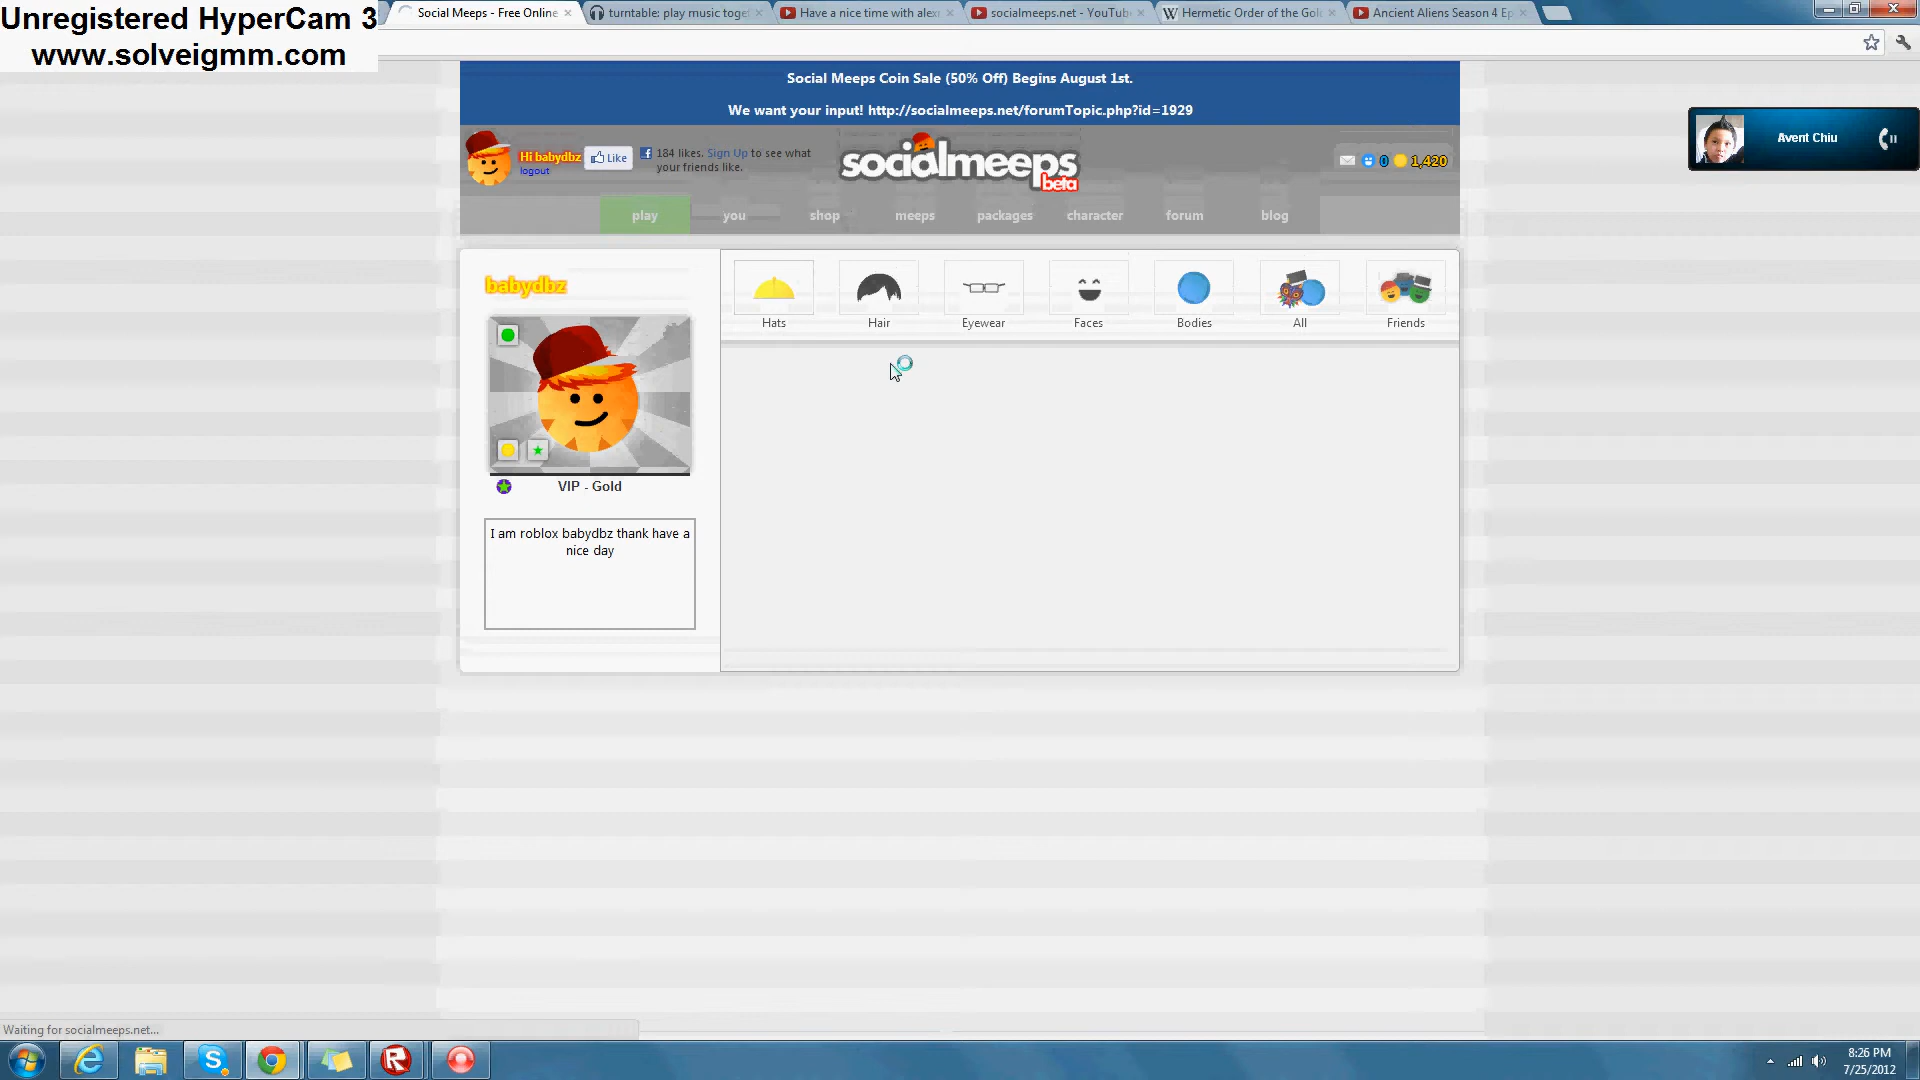 Unregistered HyperCam 3
www.solveigmm.com
Social Meeps - Free Online
turntable: play music toge
Have a nice time with alex
socialmeeps.net - YouTub
Hermetic Order of the Gol
Ancient Aliens Season 4 Ep
Social Meeps Coin Sale (50% Off) Begins August 1st.
We want your input! http://socialmeeps.net/forumTopic.php?id=1929
Hi babydbz
logout
Like
184 likes. Sign Up to see what
your friends like.
socialmeeps
beta
0
1,420
Avent Chiu
play
you
shop
meeps
packages
character
forum
blog
babydbz
Hats
Hair
Eyewear
Faces
Bodies
All
Friends
VIP - Gold
I am roblox babydbz thank have a
nice day
Waiting for socialmeeps.net...
8:26 PM
7/25/2012